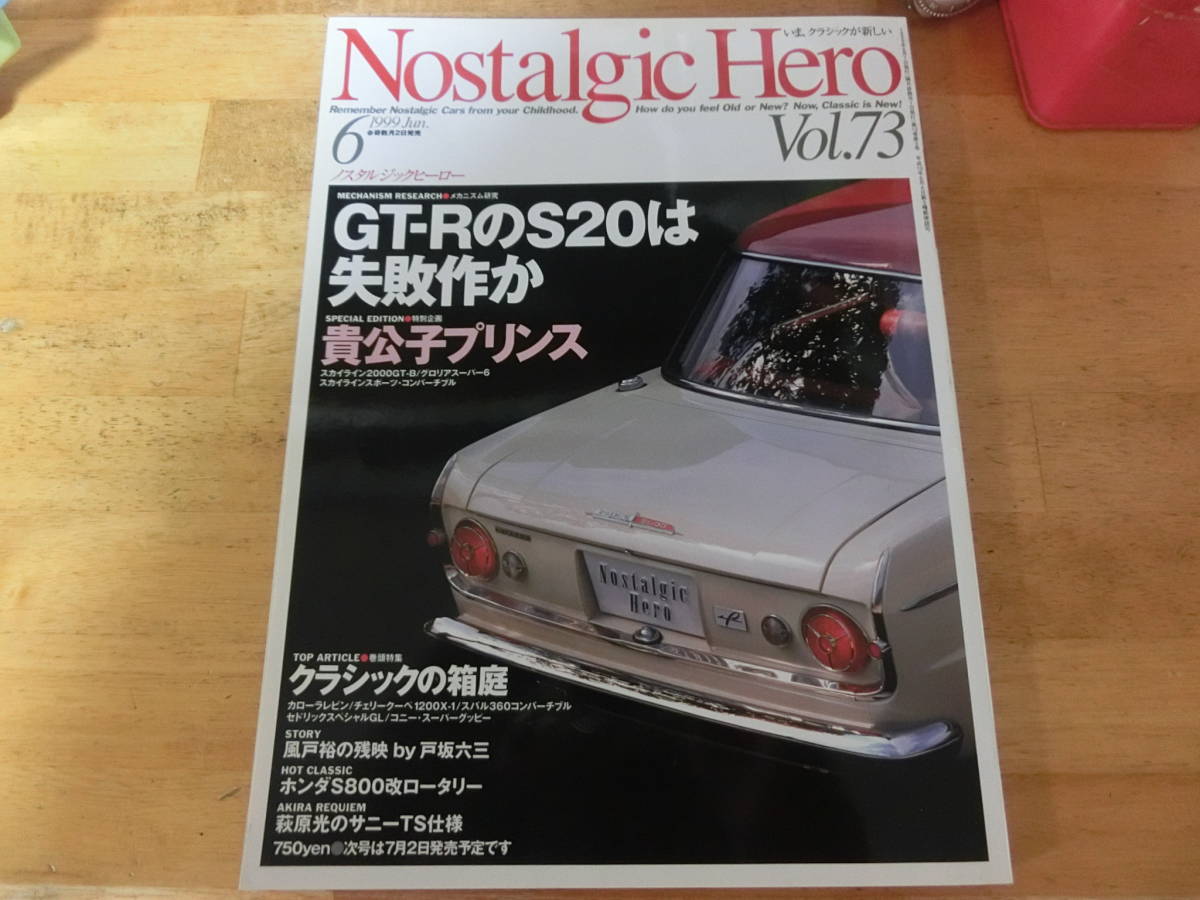 いま、クラシックが新しい
Nostalgic Hero
Remember Nostalgic Cars from your Childhood. How do you feel Old or New? Now, Classic is New!
6 1999 Jun.
●奇数月2日発売
Vol.73
ノスタルジックヒーロー
MECHANISM RESEARCH●メカニズム研究
GT-RのS20は
失敗作か
SPECIAL EDITION●特別企画
貴公子プリンス
スカイライン2000GT-B/グロリアスーパー6
スカイラインスポーツ・コンバーチブル
Nostalgic
Hero
TOP ARTICLE●巻頭特集
クラシックの箱庭
カローラレビン/チェリークーペ1200X-1/スバル360コンバーチブル
セドリックスペシャルGL/コニー・スーパーグッピー
STORY
風戸裕の残映 by 戸坂六三
HOT CLASSIC
ホンダS800改ロータリー
AKIRA REQUIEM
萩原光のサニーTS仕様
750yen●次号は7月2日発売予定です